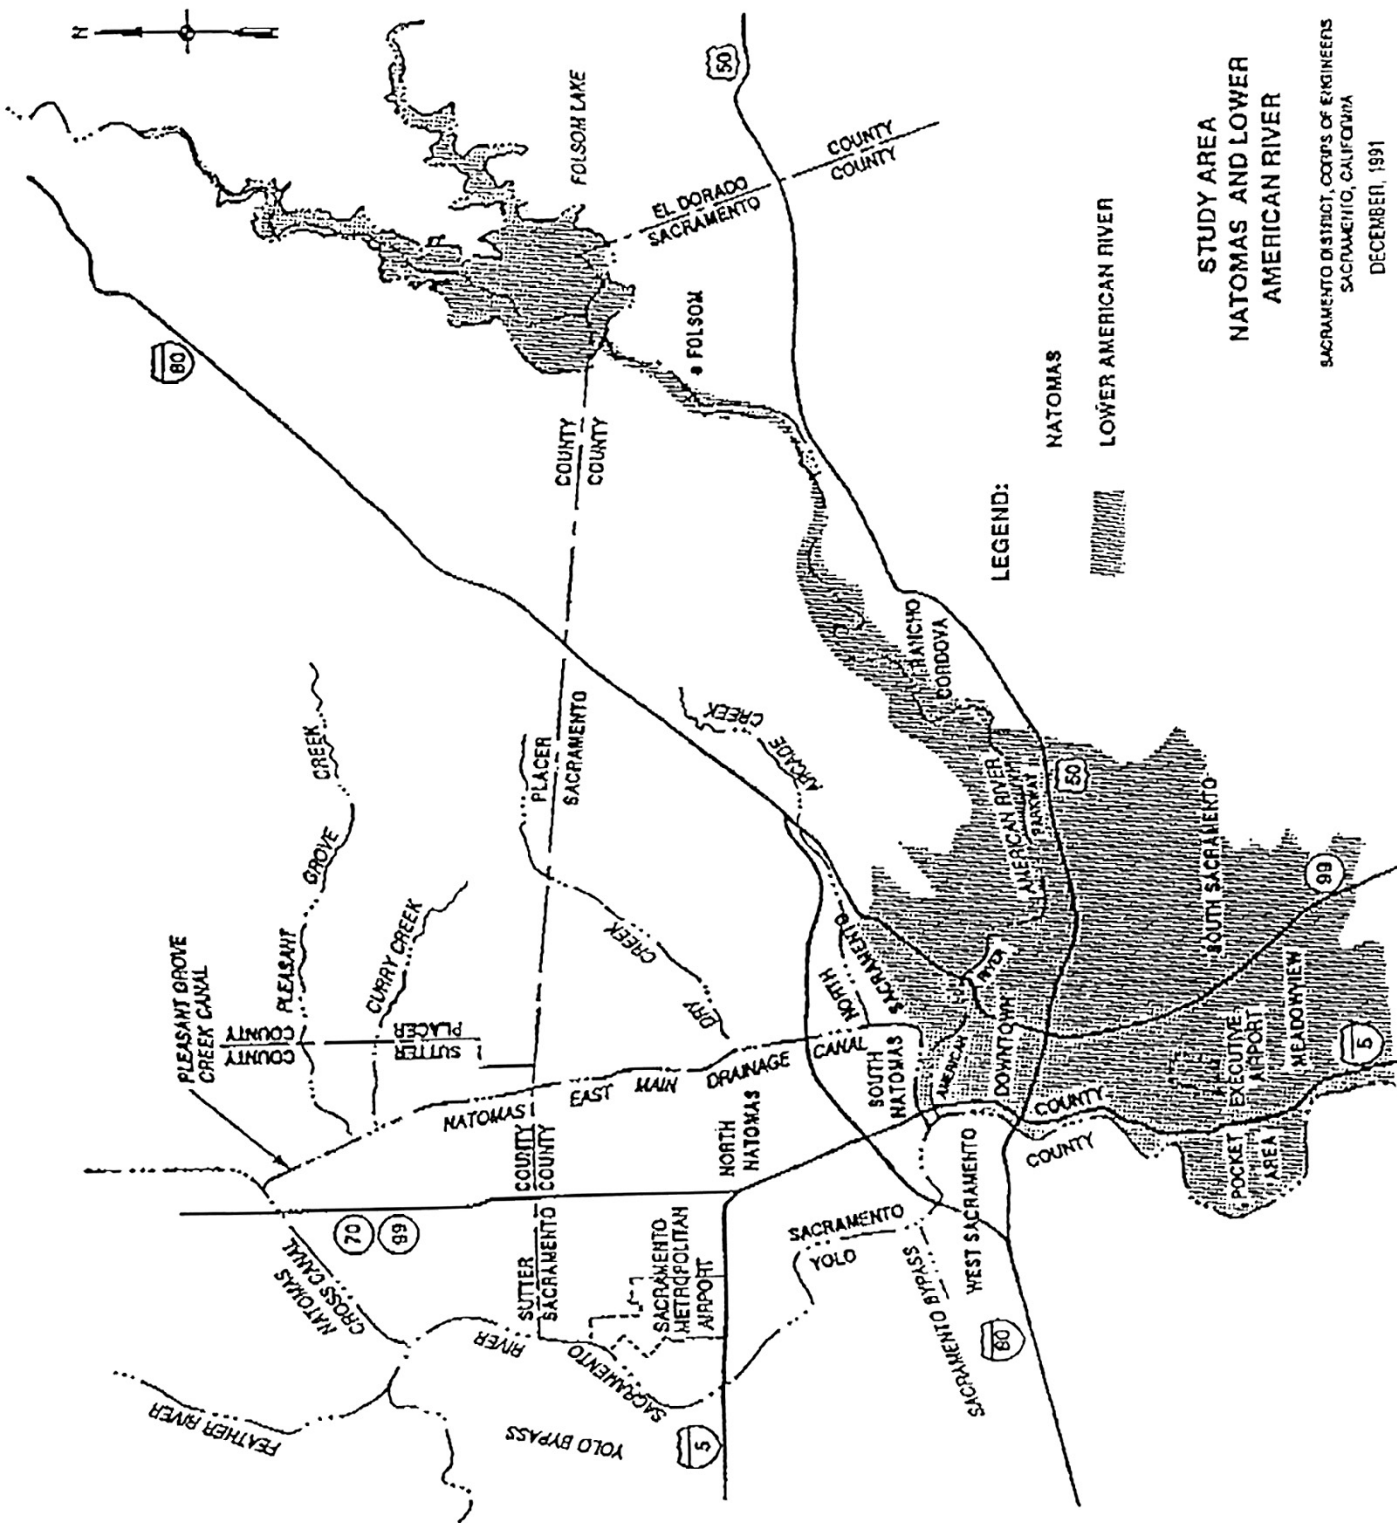 N
80
50
FOLSOM LAKE
EL DORADO COUNTY
SACRAMENTO COUNTY
FOLSOM
COUNTY
COUNTY
PLACER
SACRAMENTO
PLEASANT GROVE
CREEK CANAL
PLEASANT GROVE CREEK
CURRY CREEK
COUNTY
COUNTY
SUTTER
PLACER
DRY CREEK
ARCADE CREEK
NATOMAS EAST MAIN DRAINAGE CANAL
70
99
NATOMAS
CROSS CANAL
FEATHER RIVER
SUTTER COUNTY
SACRAMENTO COUNTY
SACRAMENTO RIVER
YOLO BYPASS
SACRAMENTO
METROPOLITAN
AIRPORT
5
NORTH
NATOMAS
SOUTH
NATOMAS
NORTH
SACRAMENTO
SACRAMENTO COUNTY
YOLO COUNTY
SACRAMENTO BYPASS
WEST SACRAMENTO
80
AMERICAN RIVER
DOWNTOWN
RANCHO
CORDOVA
AMERICAN RIVER
PARKWAY
50
SOUTH SACRAMENTO
99
POCKET
AREA
EXECUTIVE
AIRPORT
MEADOWVIEW
5
LEGEND:
NATOMAS
LOWER AMERICAN RIVER
STUDY AREA
NATOMAS AND LOWER
AMERICAN RIVER
SACRAMENTO DISTRICT, CORPS OF ENGINEERS
SACRAMENTO, CALIFORNIA
DECEMBER, 1991